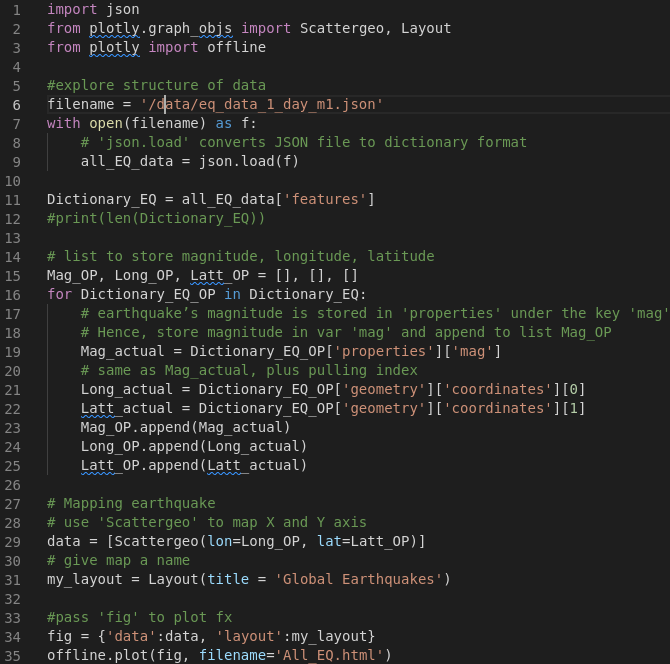 1 import json
2 from plotly.graph_objs import Scattergeo, Layout
3 from plotly import offline
4
5 #explore structure of data
6 filename = '/data/eq_data_1_day_m1.json'
7 with open(filename) as f:
8     # 'json.load' converts JSON file to dictionary format
9     all_EQ_data = json.load(f)
10
11 Dictionary_EQ = all_EQ_data['features']
12 #print(len(Dictionary_EQ))
13
14 # list to store magnitude, longitude, latitude
15 Mag_OP, Long_OP, Latt_OP = [], [], []
16 for Dictionary_EQ_OP in Dictionary_EQ:
17     # earthquake’s magnitude is stored in 'properties' under the key 'mag'
18     # Hence, store magnitude in var 'mag' and append to list Mag_OP
19     Mag_actual = Dictionary_EQ_OP['properties']['mag']
20     # same as Mag_actual, plus pulling index
21     Long_actual = Dictionary_EQ_OP['geometry']['coordinates'][0]
22     Latt_actual = Dictionary_EQ_OP['geometry']['coordinates'][1]
23     Mag_OP.append(Mag_actual)
24     Long_OP.append(Long_actual)
25     Latt_OP.append(Latt_actual)
26
27 # Mapping earthquake
28 # use 'Scattergeo' to map X and Y axis
29 data = [Scattergeo(lon=Long_OP, lat=Latt_OP)]
30 # give map a name
31 my_layout = Layout(title = 'Global Earthquakes')
32
33 #pass 'fig' to plot fx
34 fig = {'data':data, 'layout':my_layout}
35 offline.plot(fig, filename='All_EQ.html')